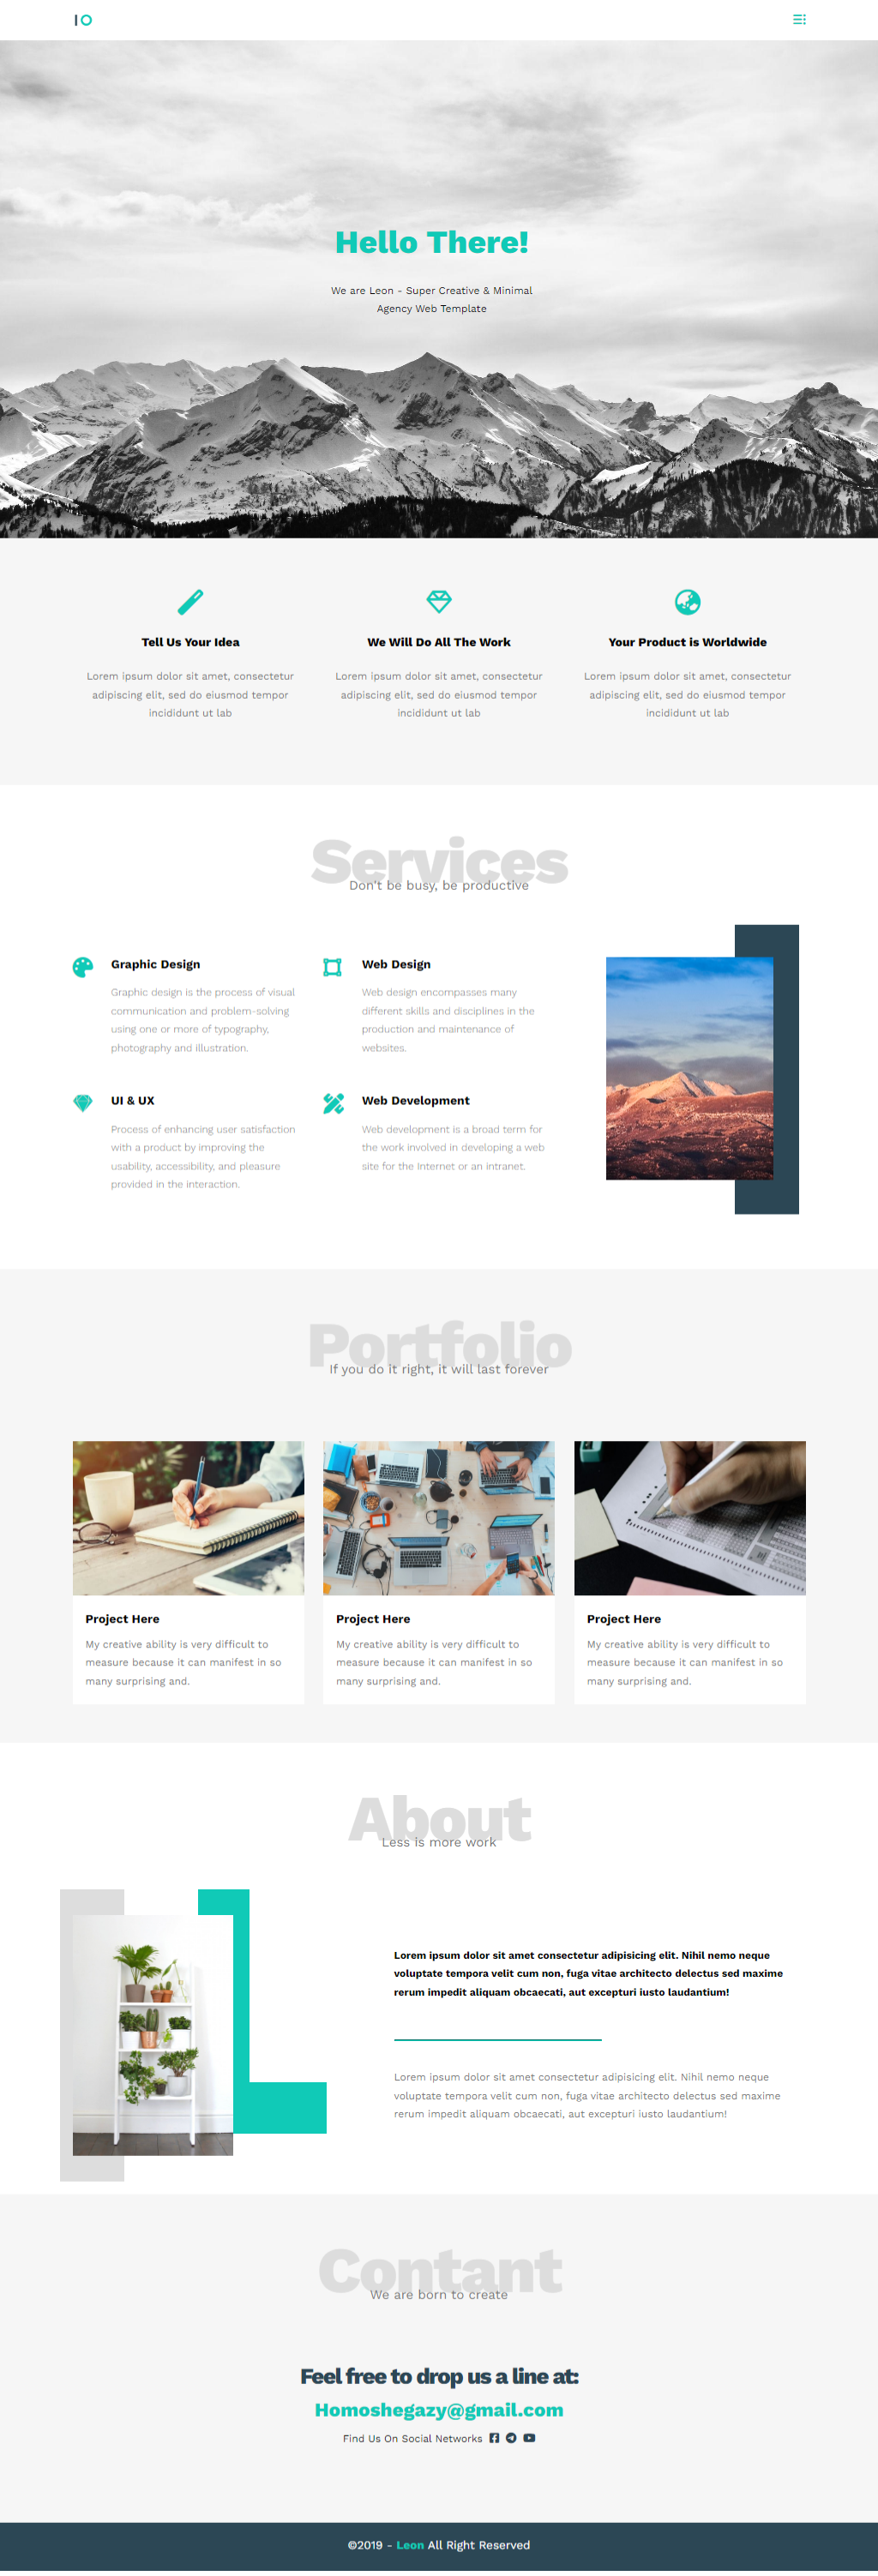 IO
Hello There!
We are Leon - Super Creative & Minimal
Agency Web Template
Tell Us Your Idea
Lorem ipsum dolor sit amet, consectetur
adipiscing elit, sed do eiusmod tempor
incididunt ut lab
We Will Do All The Work
Lorem ipsum dolor sit amet, consectetur
adipiscing elit, sed do eiusmod tempor
incididunt ut lab
Your Product is Worldwide
Lorem ipsum dolor sit amet, consectetur
adipiscing elit, sed do eiusmod tempor
incididunt ut lab
Services
Don't be busy, be productive
Graphic Design
Graphic design is the process of visual
communication and problem-solving
using one or more of typography,
photography and illustration.
Web Design
Web design encompasses many
different skills and disciplines in the
production and maintenance of
websites.
UI & UX
Process of enhancing user satisfaction
with a product by improving the
usability, accessibility, and pleasure
provided in the interaction.
Web Development
Web development is a broad term for
the work involved in developing a web
site for the Internet or an intranet.
Portfolio
If you do it right, it will last forever
Project Here
My creative ability is very difficult to
measure because it can manifest in so
many surprising and.
Project Here
My creative ability is very difficult to
measure because it can manifest in so
many surprising and.
Project Here
My creative ability is very difficult to
measure because it can manifest in so
many surprising and.
About
Less is more work
Lorem ipsum dolor sit amet consectetur adipisicing elit. Nihil nemo neque
voluptate tempora velit cum non, fuga vitae architecto delectus sed maxime
rerum impedit aliquam obcaecati, aut excepturi iusto laudantium!
Lorem ipsum dolor sit amet consectetur adipisicing elit. Nihil nemo neque
voluptate tempora velit cum non, fuga vitae architecto delectus sed maxime
rerum impedit aliquam obcaecati, aut excepturi iusto laudantium!
Contant
We are born to create
Feel free to drop us a line at:
Homoshegazy@gmail.com
Find Us On Social Networks
©2019 - Leon All Right Reserved